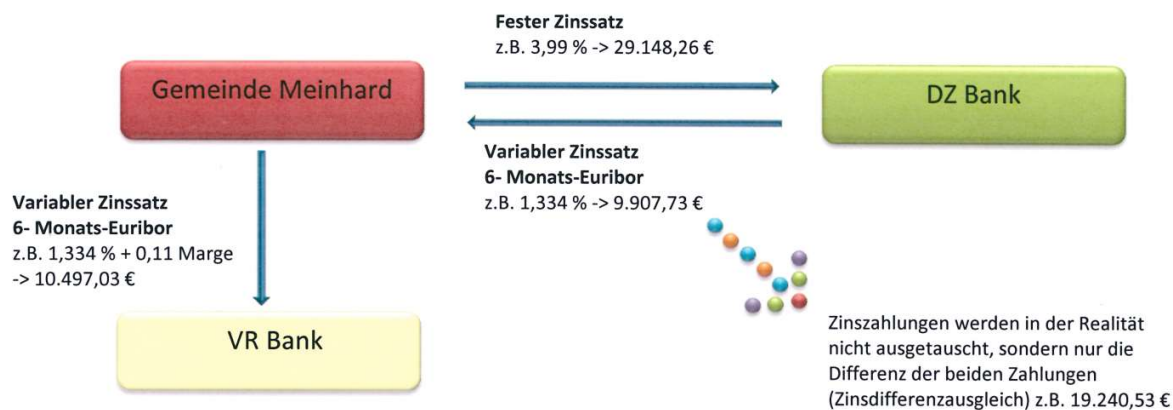 Fester Zinssatz
z.B. 3,99 % -> 29.148,26 €
Gemeinde Meinhard
DZ Bank
Variabler Zinssatz
6- Monats-Euribor
z.B. 1,334 % -> 9.907,73 €
Variabler Zinssatz
6- Monats-Euribor
z.B. 1,334 % + 0,11 Marge
-> 10.497,03 €
VR Bank
Zinszahlungen werden in der Realität
nicht ausgetauscht, sondern nur die
Differenz der beiden Zahlungen
(Zinsdifferenzausgleich) z.B. 19.240,53 €